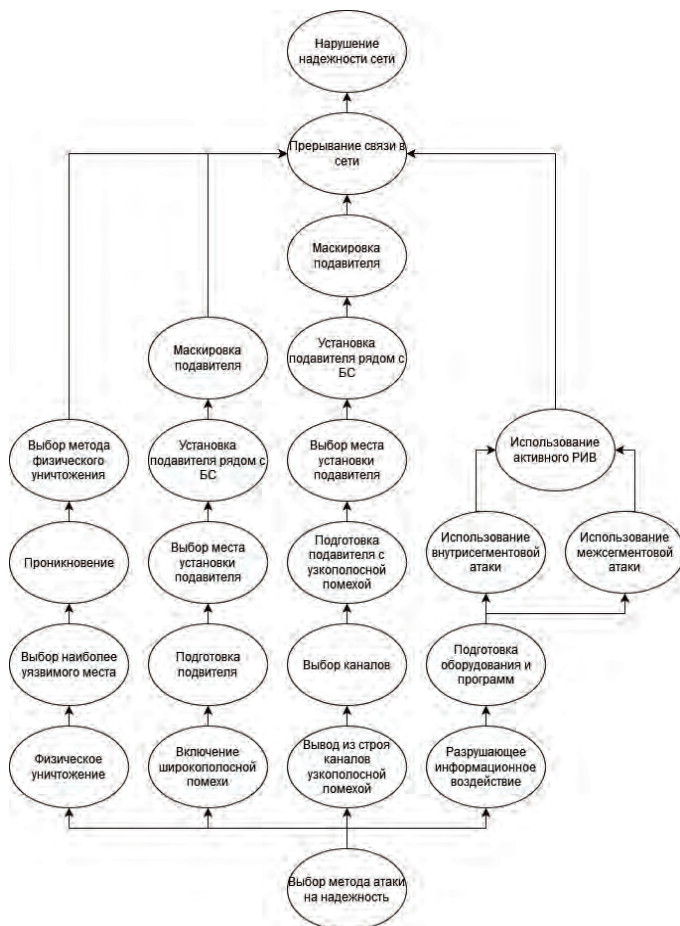 Нарушение
надежности сети
Прерывание связи в
сети
Маскировка
подавителя
Маскировка
подавителя
Установка
подавителя рядом с
БС
Выбор метода
физического
уничтожения
Установка
подавителя рядом с
БС
Выбор места
установки
подавителя
Использование
активного РИВ
Проникновение
Выбор места
установки
подавителя
Подготовка
подавителя с
узкополосной
помехой
Использование
внутрисегментовой
атаки
Использование
межсегментовой
атаки
Выбор наиболее
уязвимого места
Подготовка
подвителя
Выбор каналов
Подготовка
оборудования и
программ
Физическое
уничтожение
Включение
широкополосной
помехи
Вывод из строя
каналов
узкополосной
помехой
Разрушающее
информационное
воздействие
Выбор метода атаки
на надежность